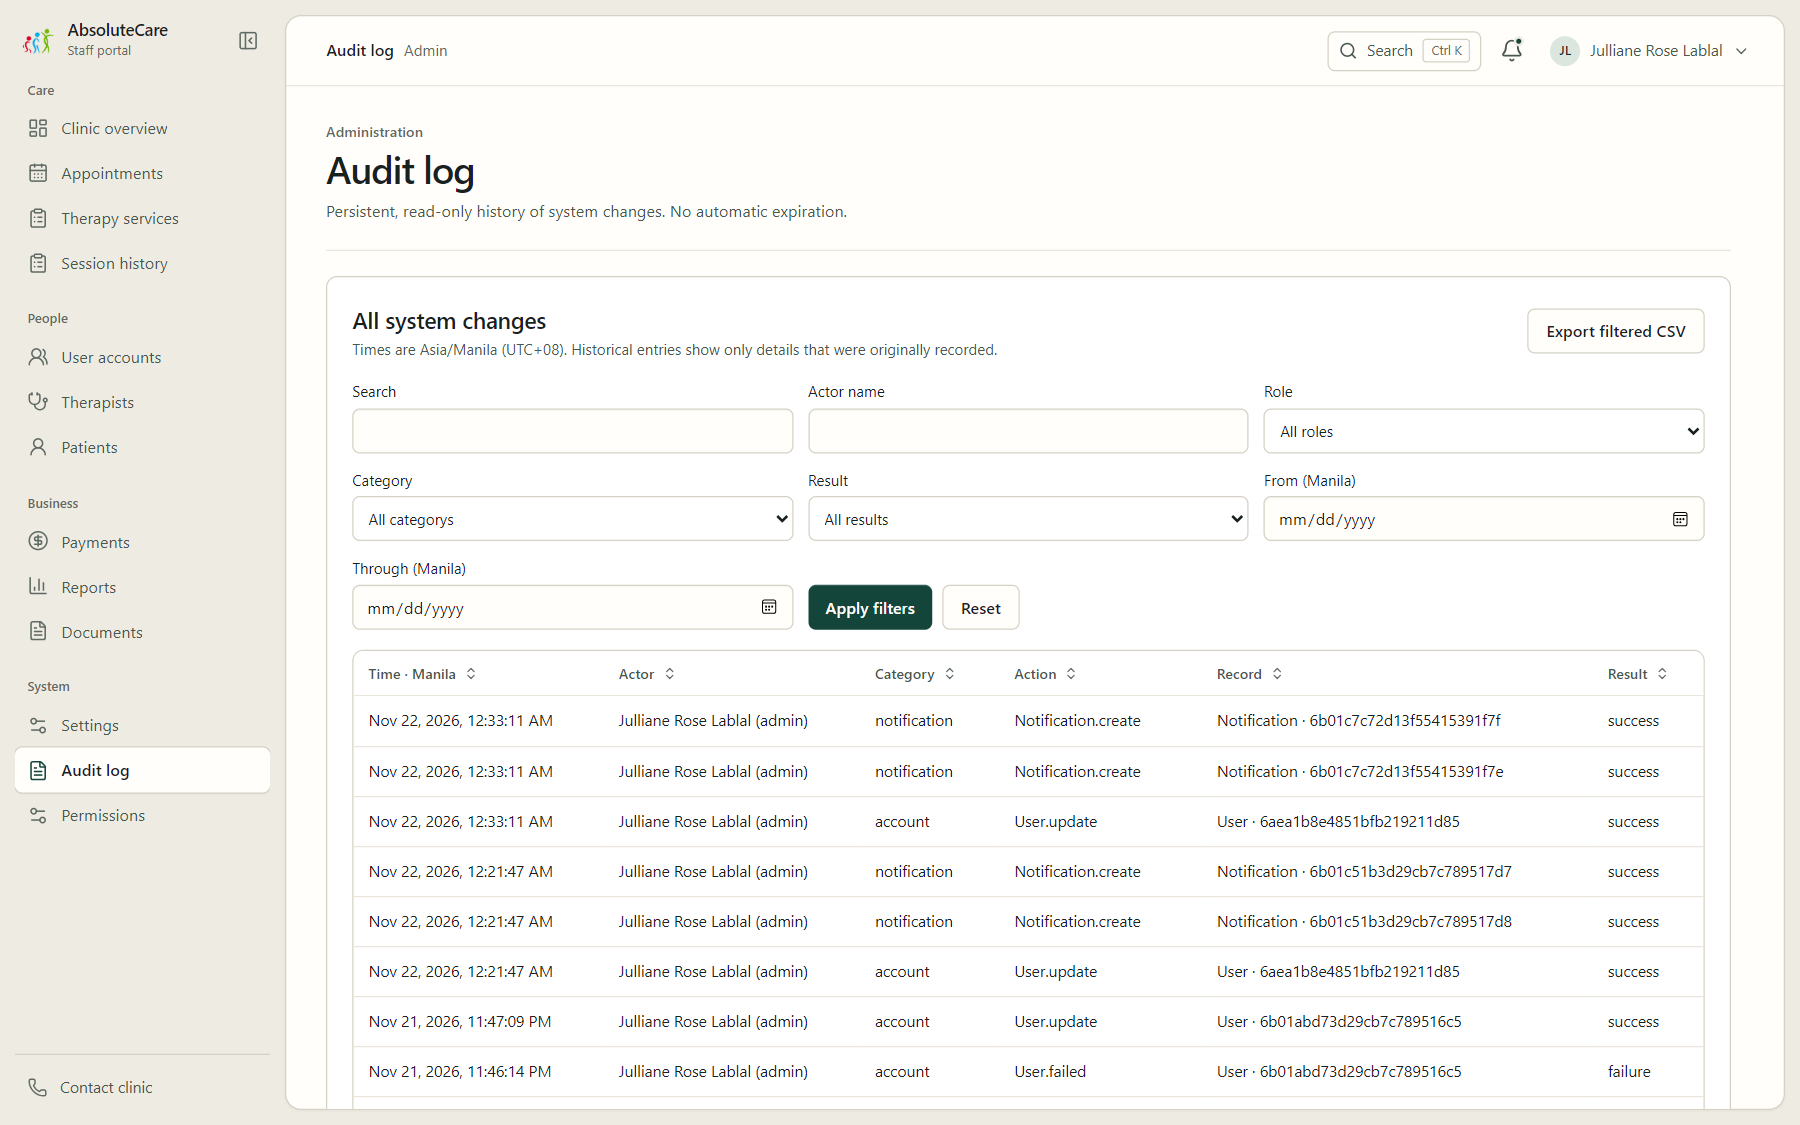 AbsoluteCare
Staff portal
Care
Clinic overview
Appointments
Therapy services
Session history
People
User accounts
Therapists
Patients
Business
Payments
Reports
Documents
System
Settings
Audit log
Permissions
Contact clinic
Audit log Admin
Search Ctrl K
JL Julliane Rose Lablal
Administration
Audit log
Persistent, read-only history of system changes. No automatic expiration.
All system changes
Times are Asia/Manila (UTC+08). Historical entries show only details that were originally recorded.
Export filtered CSV
Search Actor name Role
All roles
Category Result From (Manila)
All categorys All results mm/dd/yyyy
Through (Manila)
mm/dd/yyyy Apply filters Reset
Time · Manila Actor Category Action Record Result
Nov 22, 2026, 12:33:11 AM Julliane Rose Lablal (admin) notification Notification.create Notification · 6b01c7c72d13f55415391f7f success
Nov 22, 2026, 12:33:11 AM Julliane Rose Lablal (admin) notification Notification.create Notification · 6b01c7c72d13f55415391f7e success
Nov 22, 2026, 12:33:11 AM Julliane Rose Lablal (admin) account User.update User · 6aea1b8e4851bfb219211d85 success
Nov 22, 2026, 12:21:47 AM Julliane Rose Lablal (admin) notification Notification.create Notification · 6b01c51b3d29cb7c789517d7 success
Nov 22, 2026, 12:21:47 AM Julliane Rose Lablal (admin) notification Notification.create Notification · 6b01c51b3d29cb7c789517d8 success
Nov 22, 2026, 12:21:47 AM Julliane Rose Lablal (admin) account User.update User · 6aea1b8e4851bfb219211d85 success
Nov 21, 2026, 11:47:09 PM Julliane Rose Lablal (admin) account User.update User · 6b01abd73d29cb7c789516c5 success
Nov 21, 2026, 11:46:14 PM Julliane Rose Lablal (admin) account User.failed User · 6b01abd73d29cb7c789516c5 failure